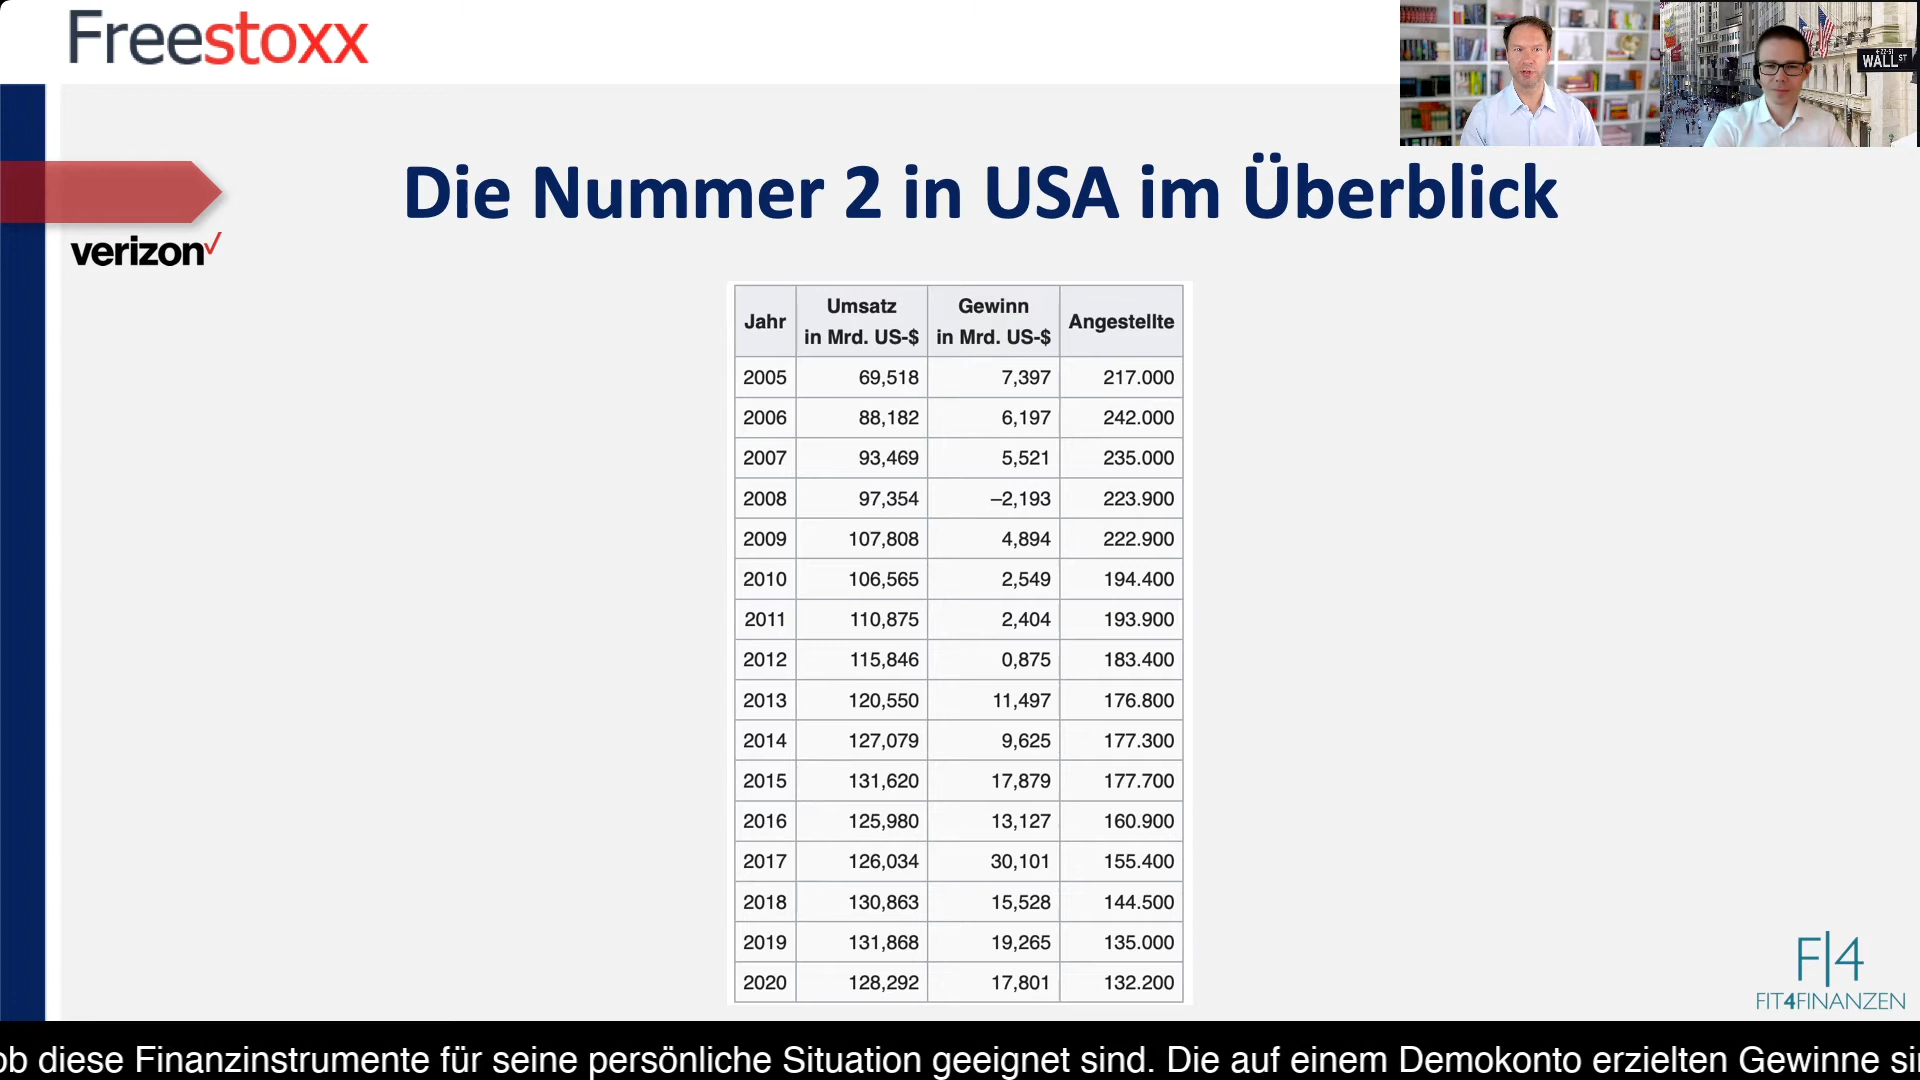 Freestoxx
WALL ST
Die Nummer 2 in USA im Überblick
verizon✓
Jahr Umsatz in Mrd. US-$ Gewinn in Mrd. US-$ Angestellte
2005 69,518 7,397 217.000
2006 88,182 6,197 242.000
2007 93,469 5,521 235.000
2008 97,354 –2,193 223.900
2009 107,808 4,894 222.900
2010 106,565 2,549 194.400
2011 110,875 2,404 193.900
2012 115,846 0,875 183.400
2013 120,550 11,497 176.800
2014 127,079 9,625 177.300
2015 131,620 17,879 177.700
2016 125,980 13,127 160.900
2017 126,034 30,101 155.400
2018 130,863 15,528 144.500
2019 131,868 19,265 135.000
2020 128,292 17,801 132.200
F|4
FIT4FINANZEN
ob diese Finanzinstrumente für seine persönliche Situation geeignet sind. Die auf einem Demokonto erzielten Gewinne si